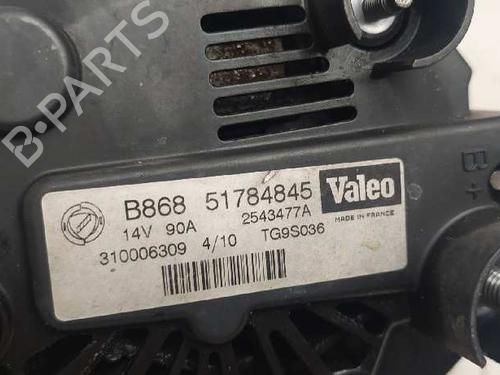 B-PARTS
B868 51784845 Valeo
14V 90A 2543477A MADE IN FRANCE
310006309 4/10 TG9S036
B+